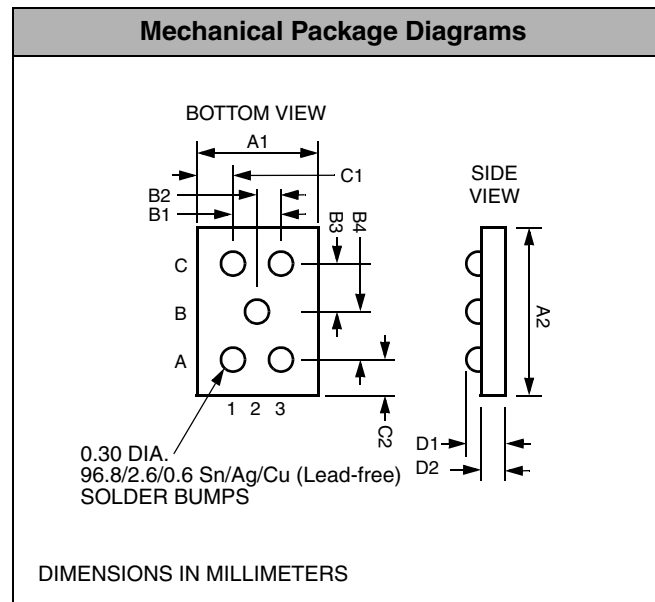 Mechanical Package Diagrams
BOTTOM VIEW
A1
C1
B2
B1
B3
B4
SIDE
VIEW
C
B
A
A2
1 2 3
C2
D1
D2
0.30 DIA.
96.8/2.6/0.6 Sn/Ag/Cu (Lead-free)
SOLDER BUMPS
DIMENSIONS IN MILLIMETERS